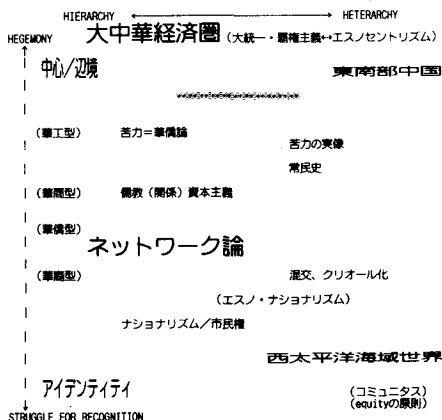 HIERARCHY ←→ HETERARCHY
HEGEMONY 大中華経済圏 (大統一・覇権主義↔エスノセントリズム)
中心/辺境 東南部中国
(華工型) 苦力＝華僑論
苦力の実像
常民史
(華商型) 儒教(関係)資本主義
(華僑型)
ネットワーク論
(華裔型) 混交、クリオール化
(エスノ・ナショナリズム)
ナショナリズム/市民権
西太平洋海域世界
アイデンティティ (コミュニタス)
(equityの原則)
STRUGGLE FOR RECOGNITION